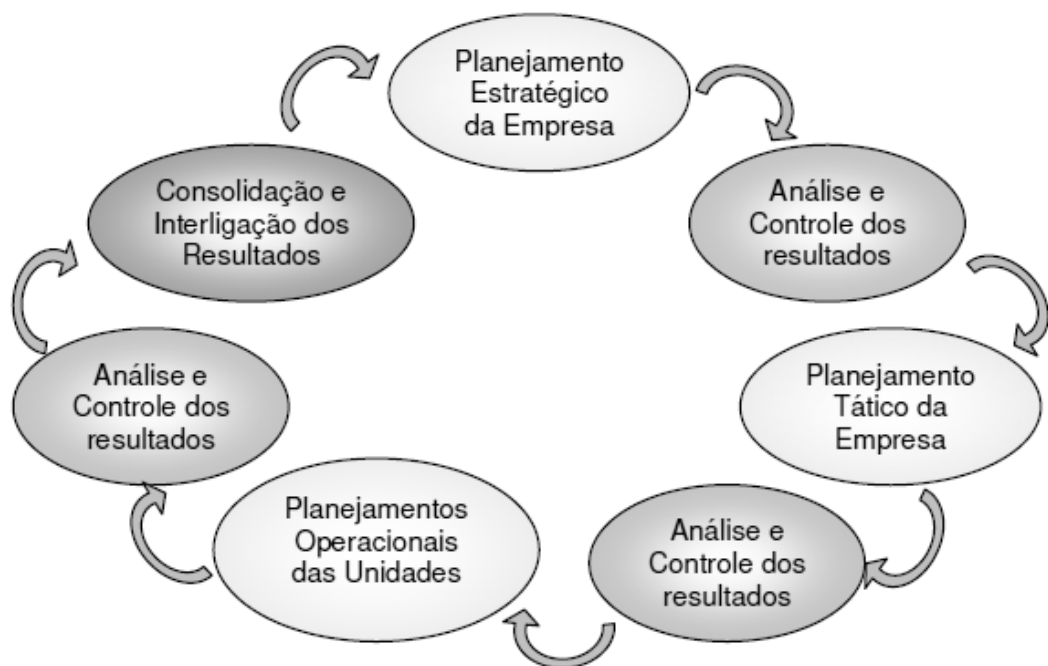 Planejamento
Estratégico
da Empresa
Análise e
Controle dos
resultados
Planejamento
Tático da
Empresa
Análise e
Controle dos
resultados
Planejamentos
Operacionais
das Unidades
Análise e
Controle dos
resultados
Consolidação e
Interligação dos
Resultados